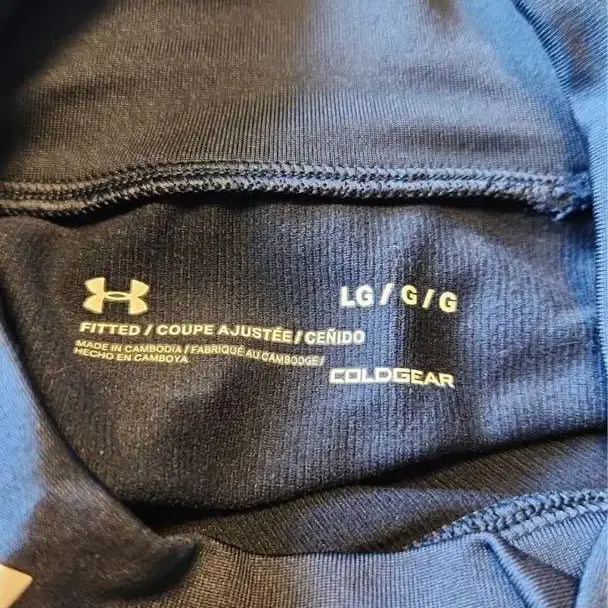 LG / G / G
FITTED / COUPE AJUSTÉE / CEÑIDO
MADE IN CAMBODIA / FABRIQUÉ AU CAMBODGE /
HECHO EN CAMBOYA
COLDGEAR